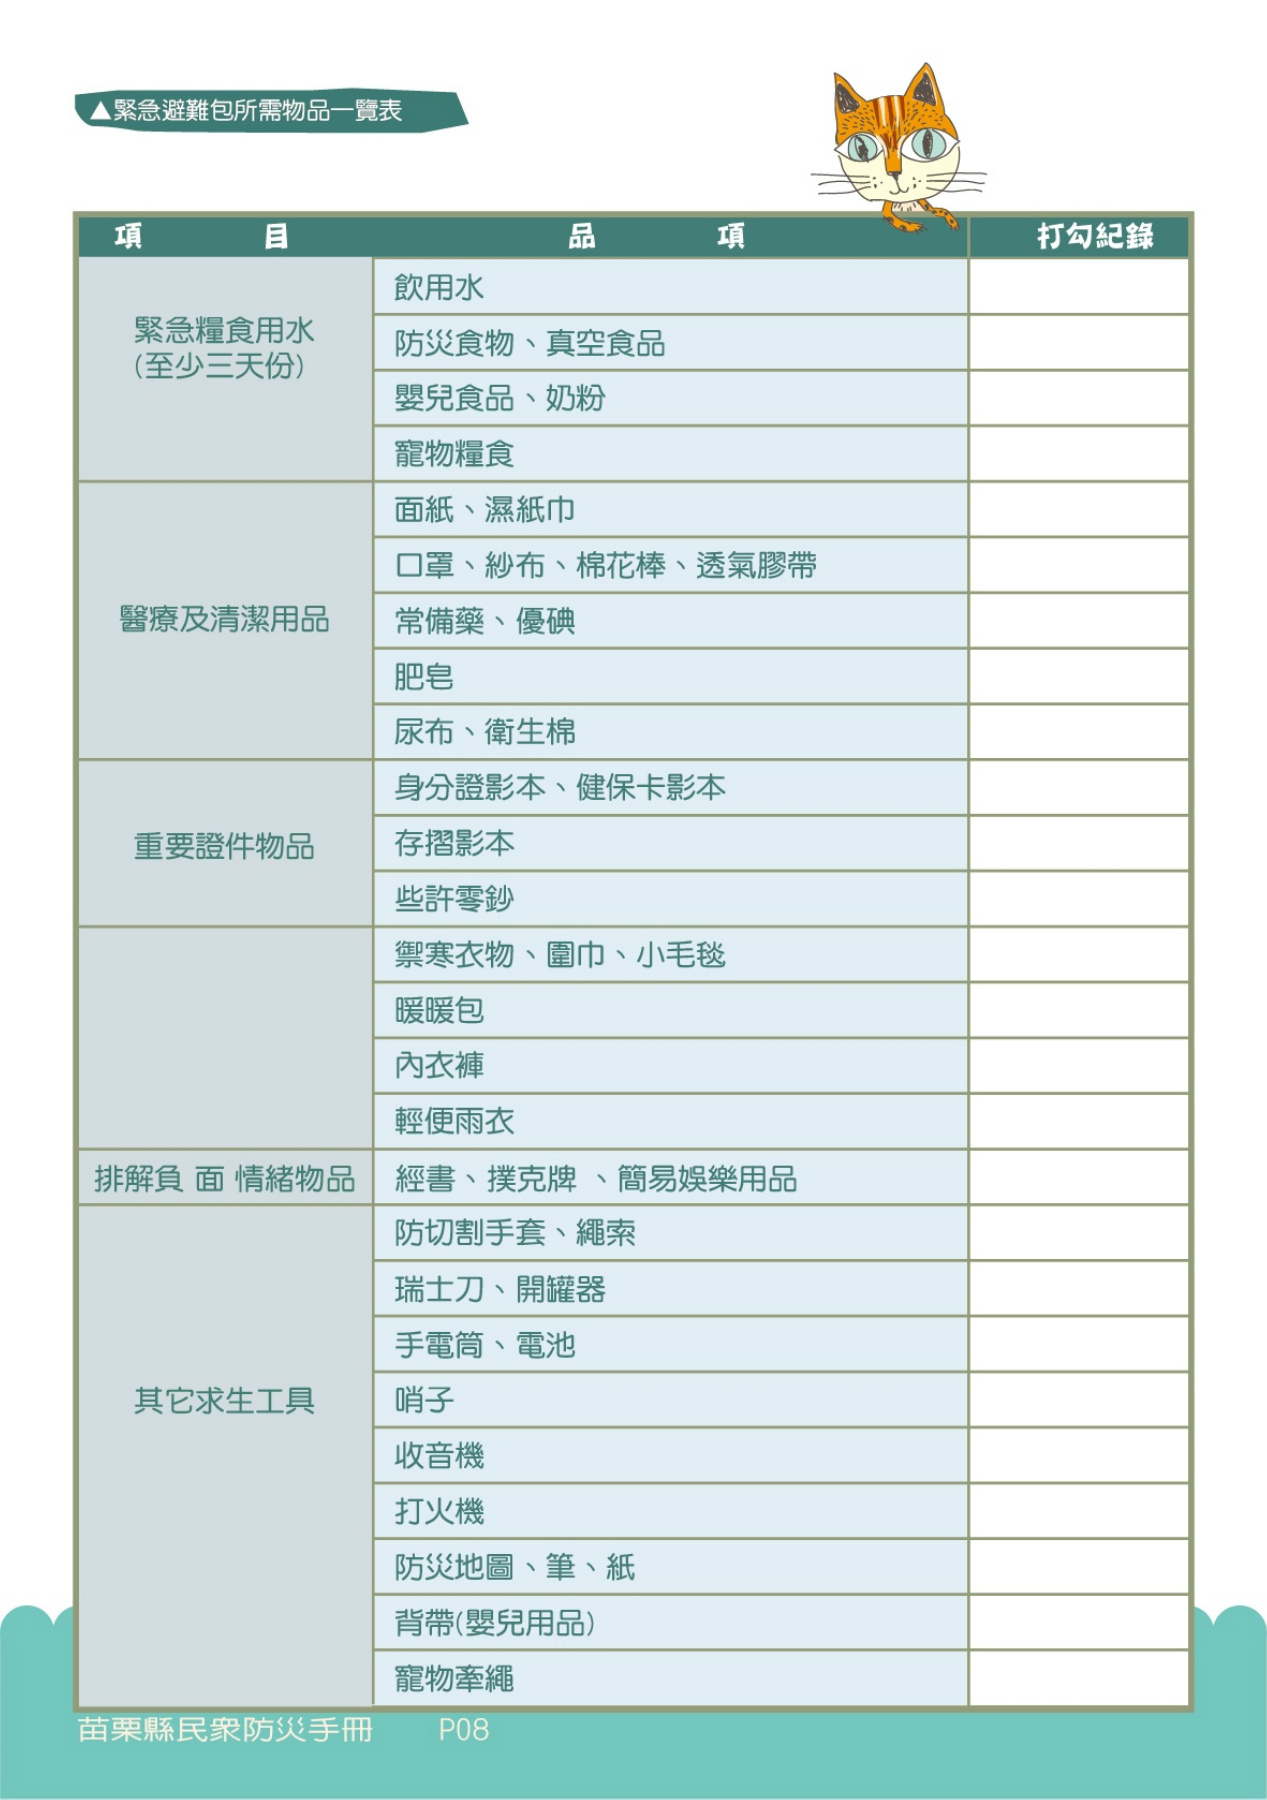 ▲緊急避難包所需物品一覽表
項目 品項 打勾紀錄
緊急糧食用水
(至少三天份)
飲用水
防災食物、真空食品
嬰兒食品、奶粉
寵物糧食
醫療及清潔用品
面紙、濕紙巾
口罩、紗布、棉花棒、透氣膠帶
常備藥、優碘
肥皂
尿布、衛生棉
重要證件物品
身分證影本、健保卡影本
存摺影本
些許零鈔
禦寒衣物、圍巾、小毛毯
暖暖包
內衣褲
輕便雨衣
排解負 面 情緒物品
經書、撲克牌 、簡易娛樂用品
其它求生工具
防切割手套、繩索
瑞士刀、開罐器
手電筒、電池
哨子
收音機
打火機
防災地圖、筆、紙
背帶(嬰兒用品)
寵物牽繩
苗栗縣民眾防災手冊 P08